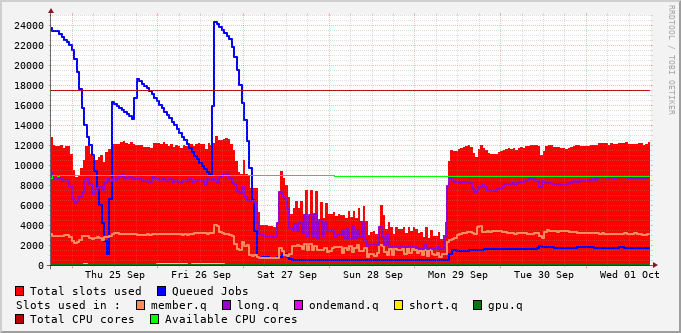 RRDTOOL / TOBI OETIKER
24000
22000
20000
18000
16000
14000
12000
10000
8000
6000
4000
2000
0
Thu 25 Sep Fri 26 Sep Sat 27 Sep Sun 28 Sep Mon 29 Sep Tue 30 Sep Wed 01 Oct
Total slots used Queued Jobs
Slots used in : member.q long.q ondemand.q short.q gpu.q
Total CPU cores Available CPU cores